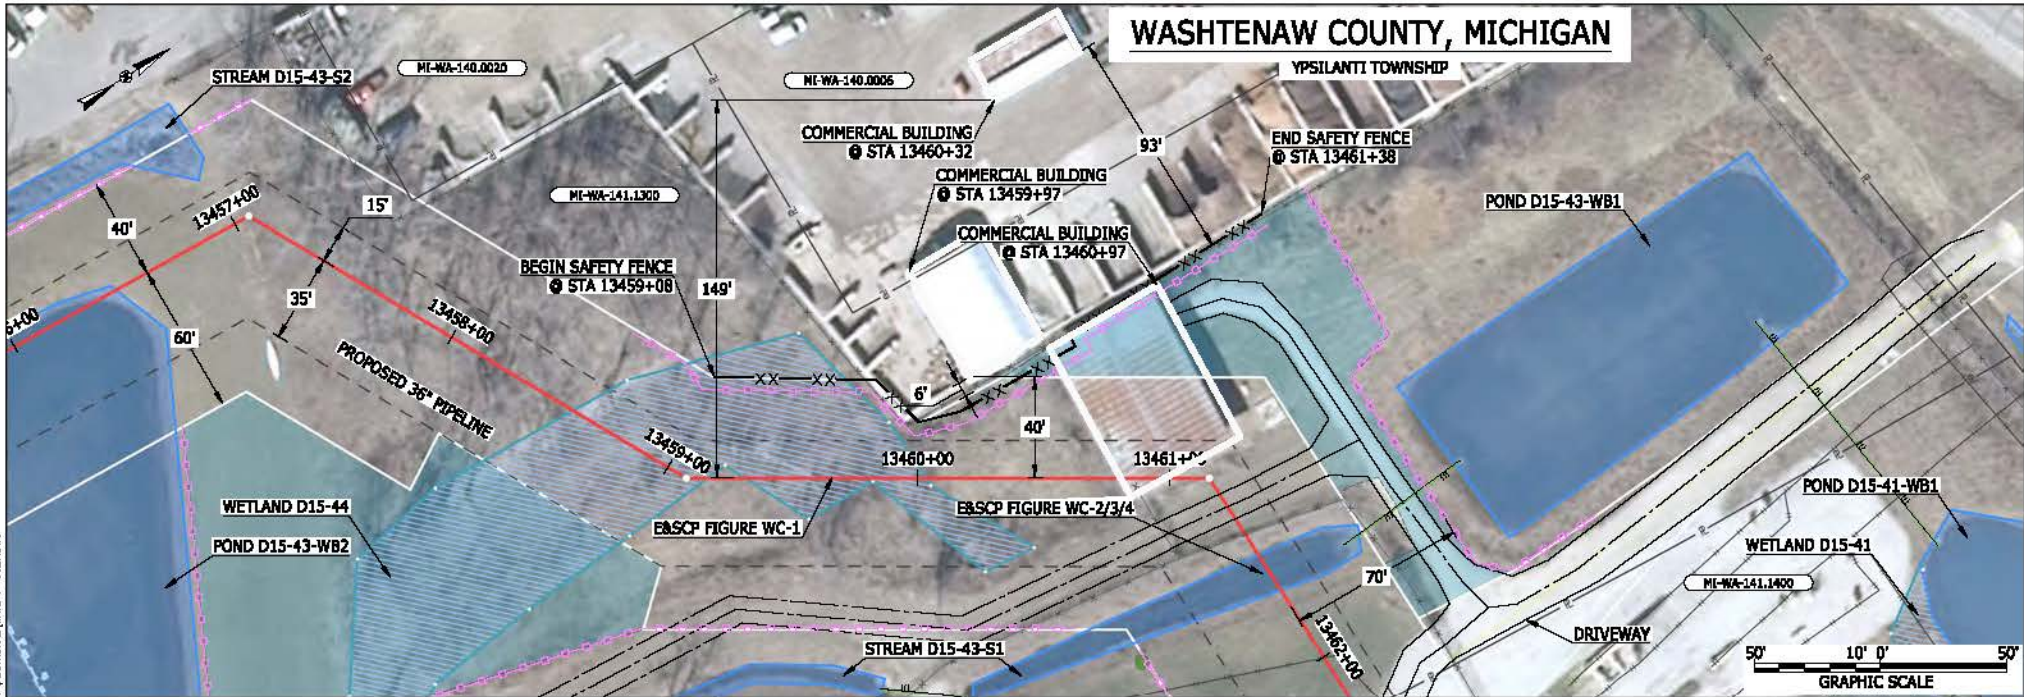 WASHTENAW COUNTY, MICHIGAN
YPSILANTI TOWNSHIP
STREAM D15-43-S2
MI-WA-140.0020
MI-WA-140.0006
COMMERCIAL BUILDING
@ STA 13460+32
93'
END SAFETY FENCE
@ STA 13461+38
COMMERCIAL BUILDING
@ STA 13459+97
MI-WA-141.1300
15'
13457+00
40'
POND D15-43-WB1
COMMERCIAL BUILDING
@ STA 13460+97
BEGIN SAFETY FENCE
@ STA 13459+08
149'
35'
13458+00
60'
PROPOSED 36" PIPELINE
6'
40'
13459+00
13460+00
13461+00
WETLAND D15-44
E&SCP FIGURE WC-1
E&SCP FIGURE WC-2/3/4
POND D15-41-WB1
POND D15-43-WB2
WETLAND D15-41
70'
MI-WA-141.1400
13462+00
DRIVEWAY
STREAM D15-43-S1
50' 10' 0' 50'
GRAPHIC SCALE